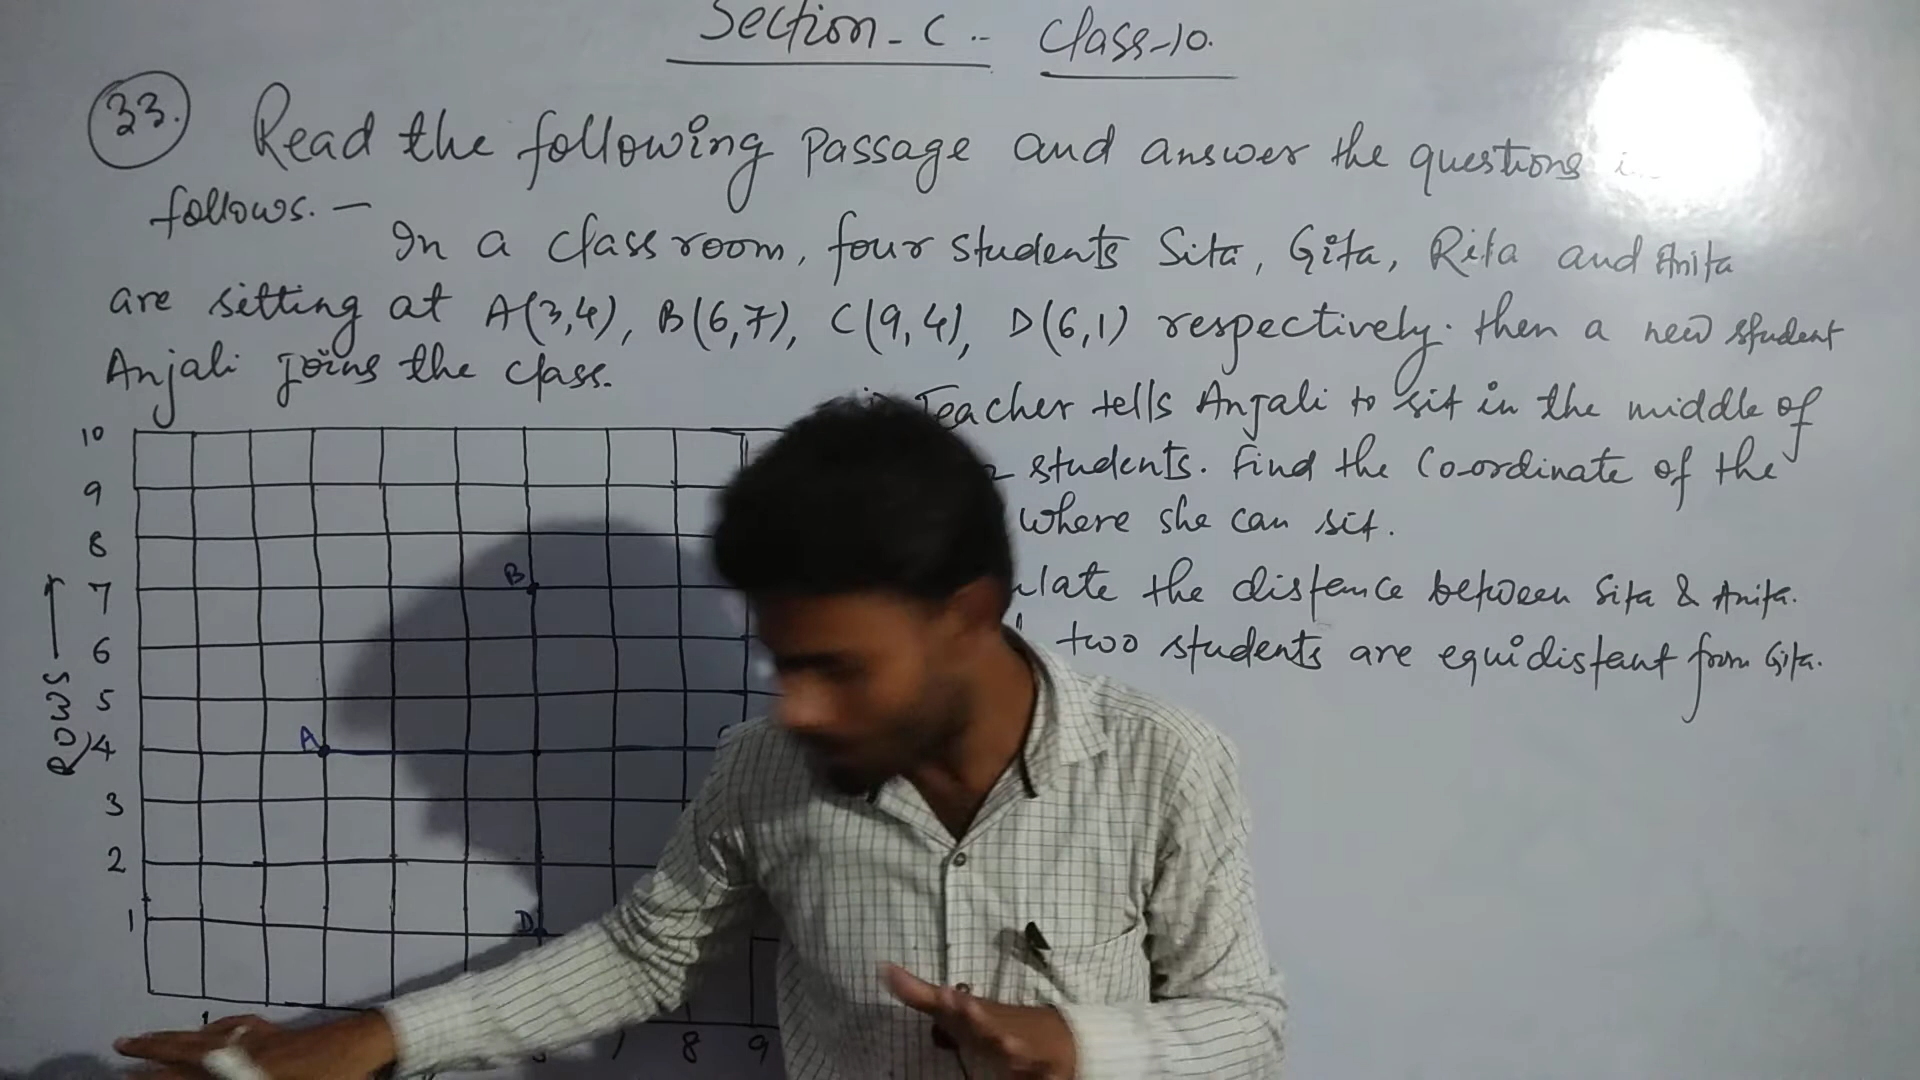 Section - C .. Class-10.
33. Read the following passage and answer the questions
follows. —
In a classroom, four students Sita, Gita, Rita and Anita
are sitting at A(3,4), B(6,7), C(9,4), D(6,1) respectively. then a new student
Anjali joins the class.
Teacher tells Anjali to sit in the middle of
students. Find the Co-ordinate of the
where she can sit.
the distance between Sita & Anita.
two students are equidistant from Gita.
10
9
8
7
6
5
4
3
2
1
B
A
D
ROWS
1
8 9